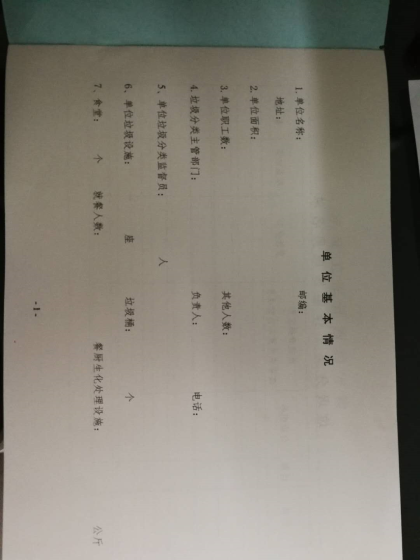 单位基本情况
1、单位名称：
地址： 邮编：
2、单位面积：
3、单位职工数： 其他人数：
4、垃圾分类主管部门： 负责人： 电话：
5、单位垃圾分类监督员： 人
6、单位垃圾设施： 座 垃圾桶： 个
7、食堂： 个 就餐人数： 餐厨生化处理设施： 公斤
-1-